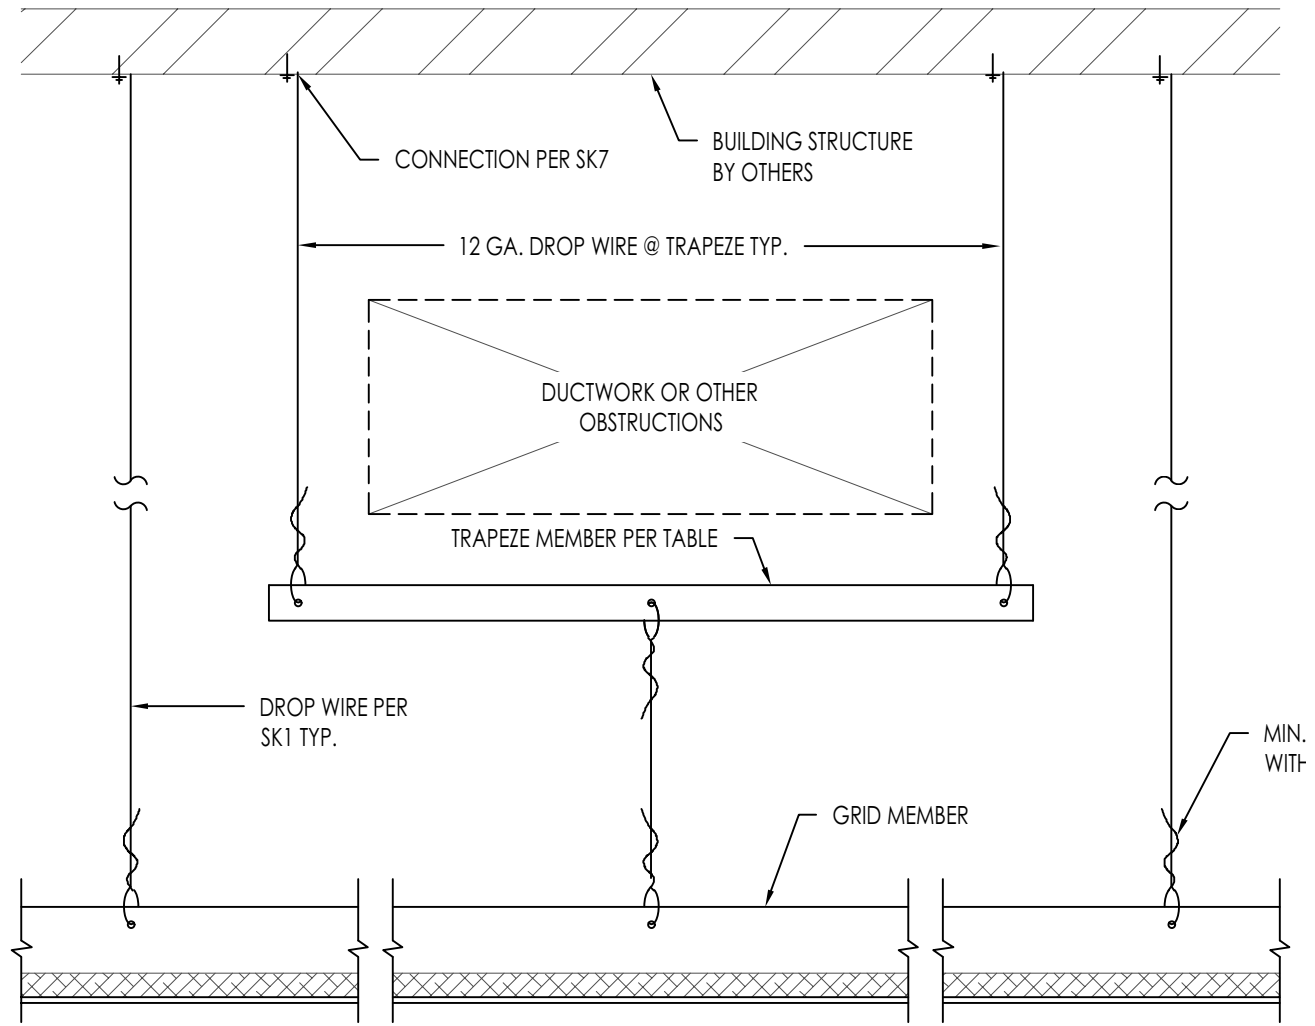 CONNECTION PER SK7
BUILDING STRUCTURE
BY OTHERS
12 GA. DROP WIRE @ TRAPEZE TYP.
DUCTWORK OR OTHER
OBSTRUCTIONS
TRAPEZE MEMBER PER TABLE
DROP WIRE PER
SK1 TYP.
MIN.
WITH
GRID MEMBER